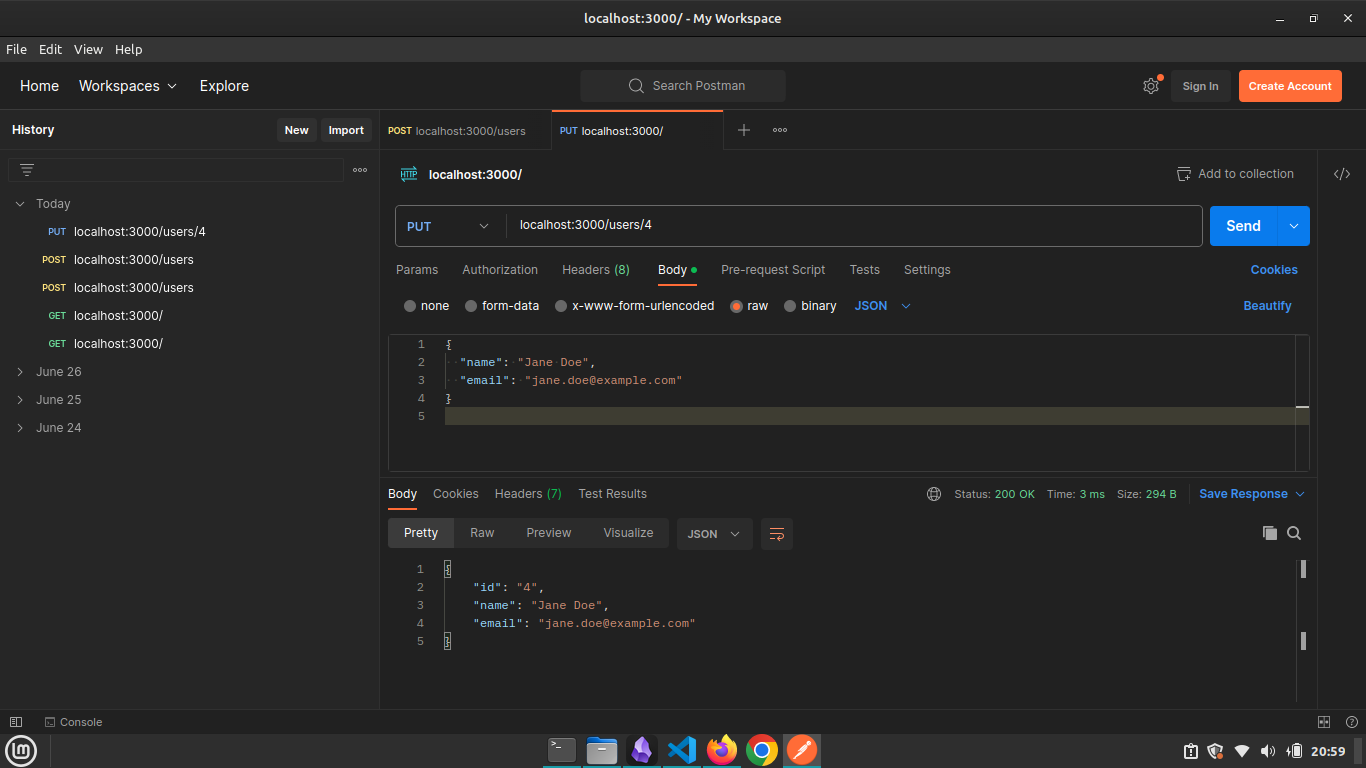 localhost:3000/ - My Workspace
File Edit View Help
Home Workspaces Explore
Search Postman
Sign In Create Account
History New Import
POST localhost:3000/users
PUT localhost:3000/
HTTP localhost:3000/
Add to collection
Today
PUT localhost:3000/users/4
POST localhost:3000/users
POST localhost:3000/users
GET localhost:3000/
GET localhost:3000/
June 26
June 25
June 24
PUT localhost:3000/users/4 Send
Params Authorization Headers (8) Body Pre-request Script Tests Settings Cookies
none form-data x-www-form-urlencoded raw binary JSON Beautify
1 {
2 "name": "Jane Doe",
3 "email": "jane.doe@example.com"
4 }
5
Body Cookies Headers (7) Test Results Status: 200 OK Time: 3 ms Size: 294 B Save Response
Pretty Raw Preview Visualize JSON
1 {
2 "id": "4",
3 "name": "Jane Doe",
4 "email": "jane.doe@example.com"
5 }
Console
20:59